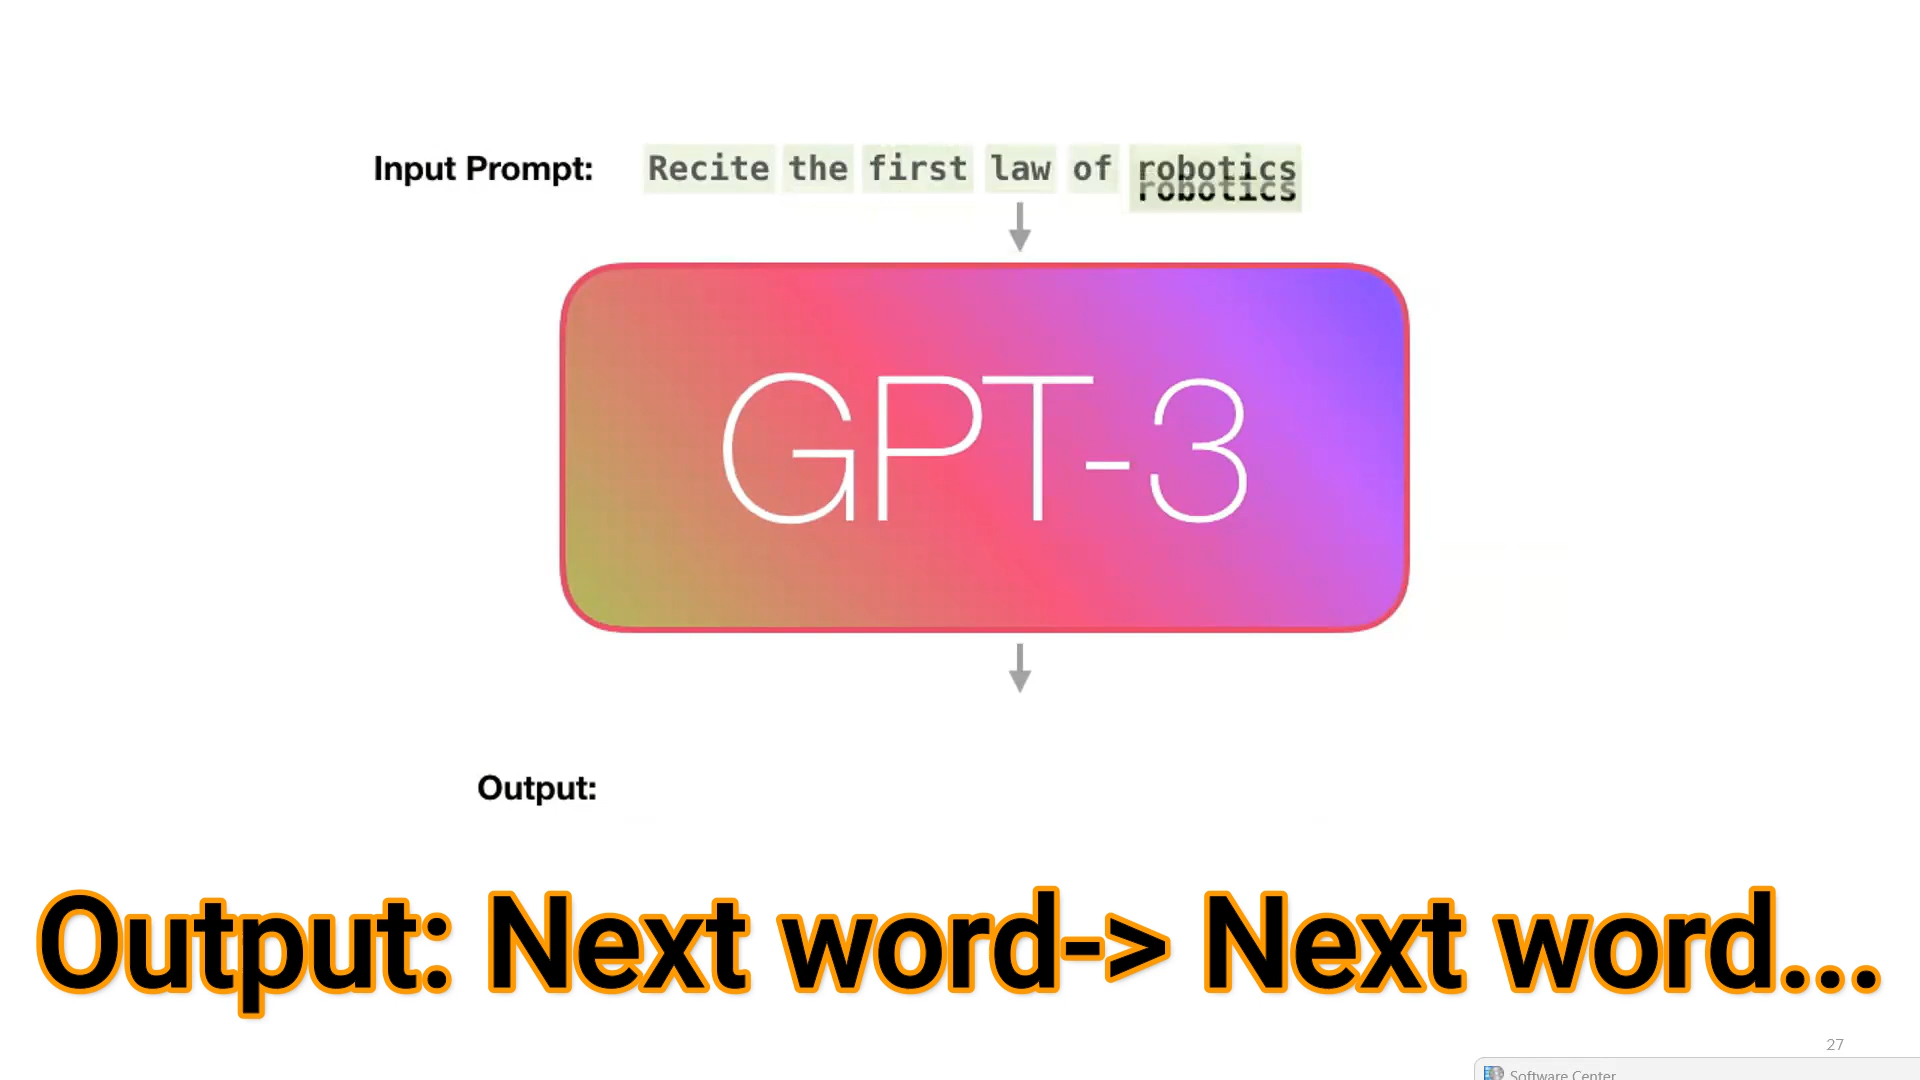 Input Prompt: Recite the first law of robotics
robotics
GPT-3
Output:
Output: Next word-> Next word...
27
Software Center